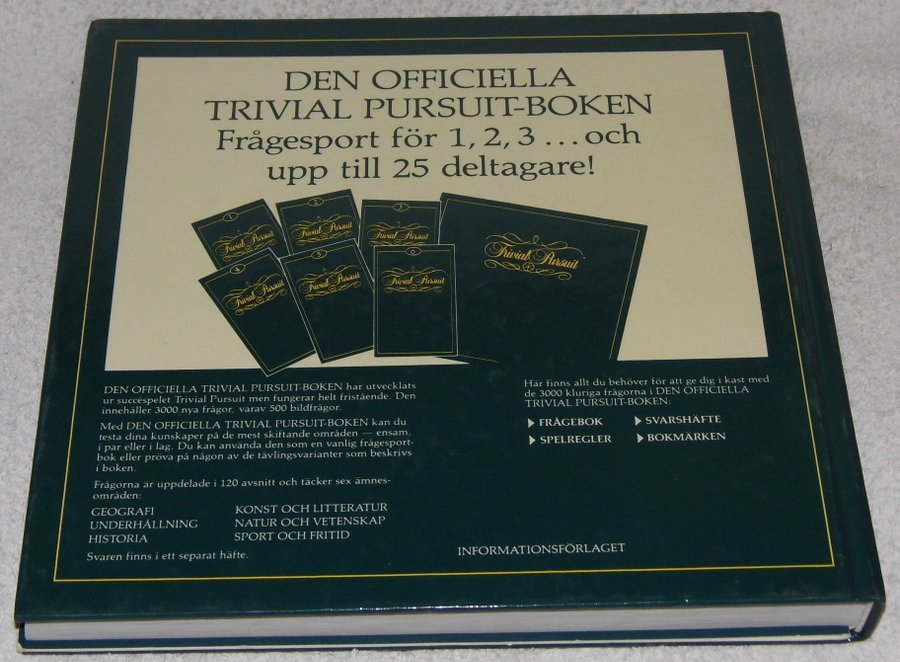 DEN OFFICIELLA
TRIVIAL PURSUIT-BOKEN
Frågesport för 1, 2, 3 ... och
upp till 25 deltagare!
1
Trivial Pursuit
2
Trivial Pursuit
3
Trivial Pursuit
Trivial Pursuit
4
Trivial Pursuit
5
Trivial Pursuit
6
Trivial Pursuit
DEN OFFICIELLA TRIVIAL PURSUIT-BOKEN har utvecklats
ur succéspelet Trivial Pursuit men fungerar helt fristående. Den
innehåller 3000 nya frågor, varav 500 bildfrågor.
Med DEN OFFICIELLA TRIVIAL PURSUIT-BOKEN kan du
testa dina kunskaper på de mest skiftande områden — ensam,
i par eller i lag. Du kan använda den som en vanlig frågesport-
bok eller pröva på någon av de tävlingsvarianter som beskrivs
i boken.
Frågorna är uppdelade i 120 avsnitt och täcker sex ämnes-
områden:
GEOGRAFI KONST OCH LITTERATUR
UNDERHÅLLNING NATUR OCH VETENSKAP
HISTORIA SPORT OCH FRITID
Svaren finns i ett separat häfte.
Här finns allt du behöver för att ge dig i kast med
de 3000 kluriga frågorna i DEN OFFICIELLA
TRIVIAL PURSUIT-BOKEN:
FRÅGEBOK SVARSHÄFTE
SPELREGLER BOKMÄRKEN
INFORMATIONSFÖRLAGET